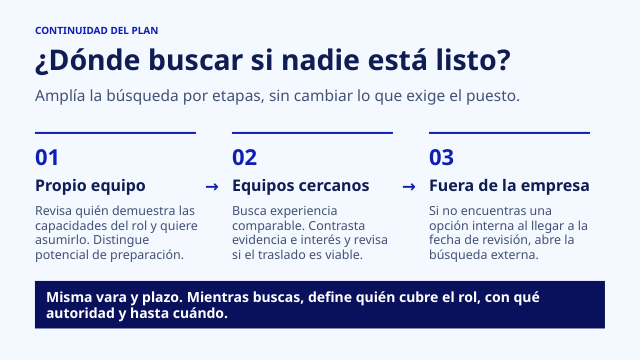 CONTINUIDAD DEL PLAN
¿Dónde buscar si nadie está listo?
Amplía la búsqueda por etapas, sin cambiar lo que exige el puesto.
01
Propio equipo
Revisa quién demuestra las
capacidades del rol y quiere
asumirlo. Distingue
potencial de preparación.
→
02
Equipos cercanos
Busca experiencia
comparable. Contrasta
evidencia e interés y revisa
si el traslado es viable.
→
03
Fuera de la empresa
Si no encuentras una
opción interna al llegar a la
fecha de revisión, abre la
búsqueda externa.
Misma vara y plazo. Mientras buscas, define quién cubre el rol, con qué
autoridad y hasta cuándo.